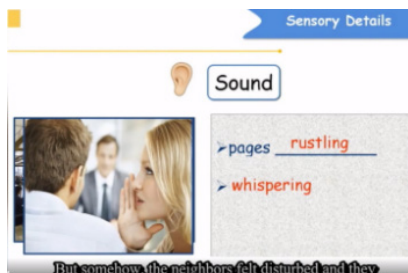 Sensory Details
Sound
➢pages rustling
➢ whispering
But somehow, the neighbors felt disturbed and they